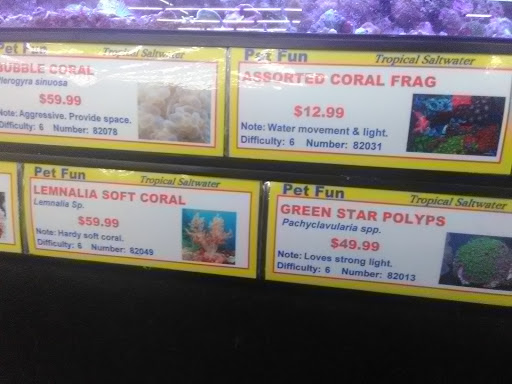 Pet Fun Tropical Saltwater
BUBBLE CORAL
Plerogyra sinuosa
$59.99
Note: Aggressive. Provide space.
Difficulty: 6 Number: 82078
Pet Fun Tropical Saltwater
ASSORTED CORAL FRAG
$12.99
Note: Water movement & light.
Difficulty: 6 Number: 82031
Pet Fun Tropical Saltwater
LEMNALIA SOFT CORAL
Lemnalia Sp.
$59.99
Note: Hardy soft coral.
Difficulty: 6 Number: 82049
Pet Fun Tropical Saltwater
GREEN STAR POLYPS
Pachyclavularia spp.
$49.99
Note: Loves strong light.
Difficulty: 6 Number: 82013